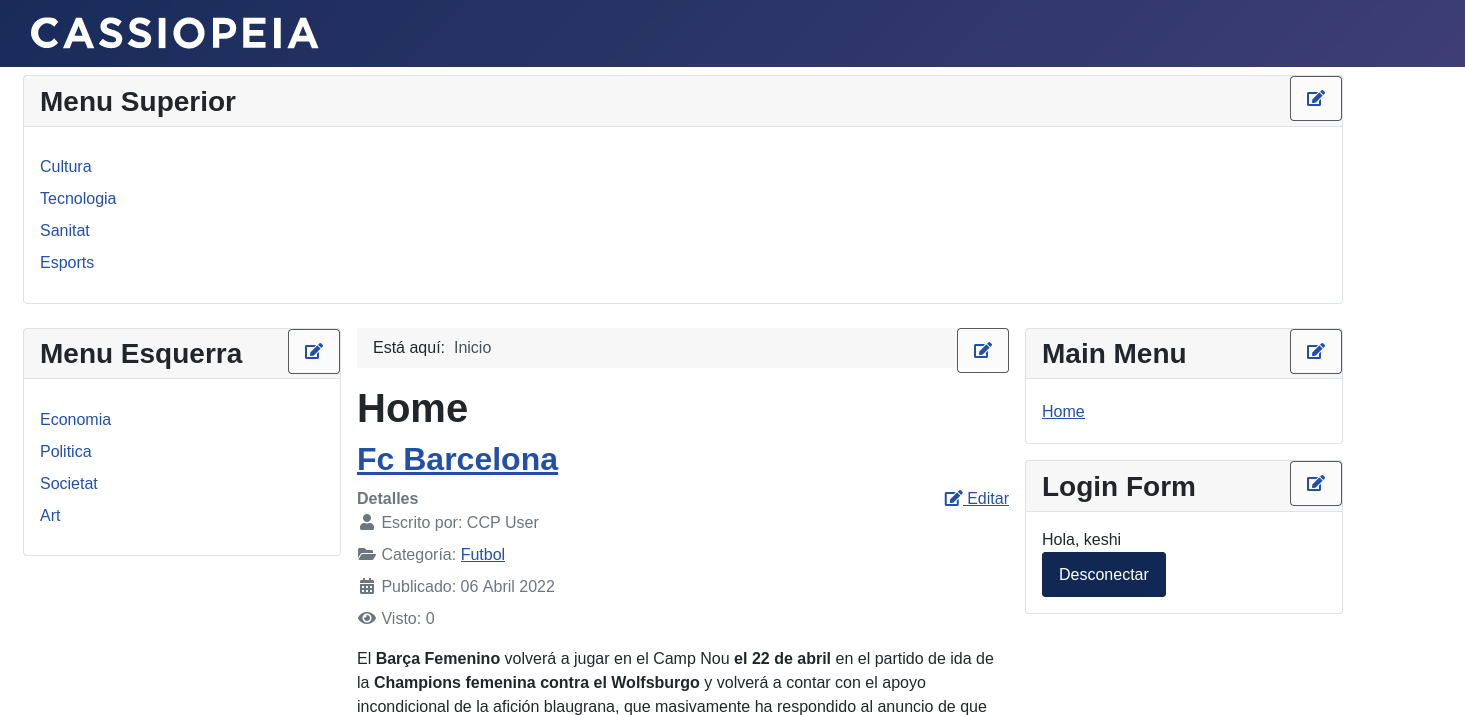 CASSIOPEIA
Menu Superior
Cultura
Tecnologia
Sanitat
Esports
Menu Esquerra
Economia
Politica
Societat
Art
Está aquí: Inicio
Home
Fc Barcelona
Detalles
Editar
Escrito por: CCP User
Categoría: Futbol
Publicado: 06 Abril 2022
Visto: 0
El Barça Femenino volverá a jugar en el Camp Nou el 22 de abril en el partido de ida de
la Champions femenina contra el Wolfsburgo y volverá a contar con el apoyo
incondicional de la afición blaugrana, que masivamente ha respondido al anuncio de que
Main Menu
Home
Login Form
Hola, keshi
Desconectar